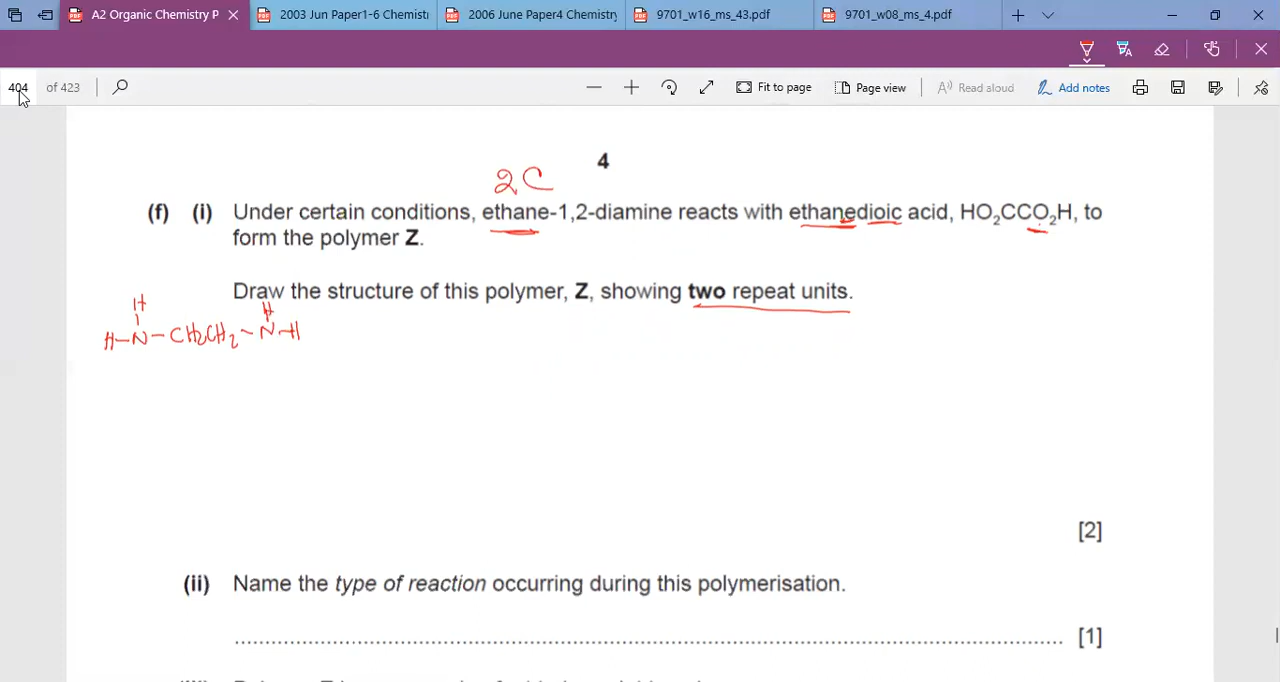 A2 Organic Chemistry P
2003 Jun Paper1-6 Chemistr
2006 June Paper4 Chemistry
9701_w16_ms_43.pdf
9701_w08_ms_4.pdf
404 of 423
Fit to page
Page view
Read aloud
Add notes
4
2C
(f) (i) Under certain conditions, ethane-1,2-diamine reacts with ethanedioic acid, HO₂CCO₂H, to
form the polymer Z.
Draw the structure of this polymer, Z, showing two repeat units.
H H
H-N-CH₂CH₂-N-H
[2]
(ii) Name the type of reaction occurring during this polymerisation.
.......................................................................................................................... [1]